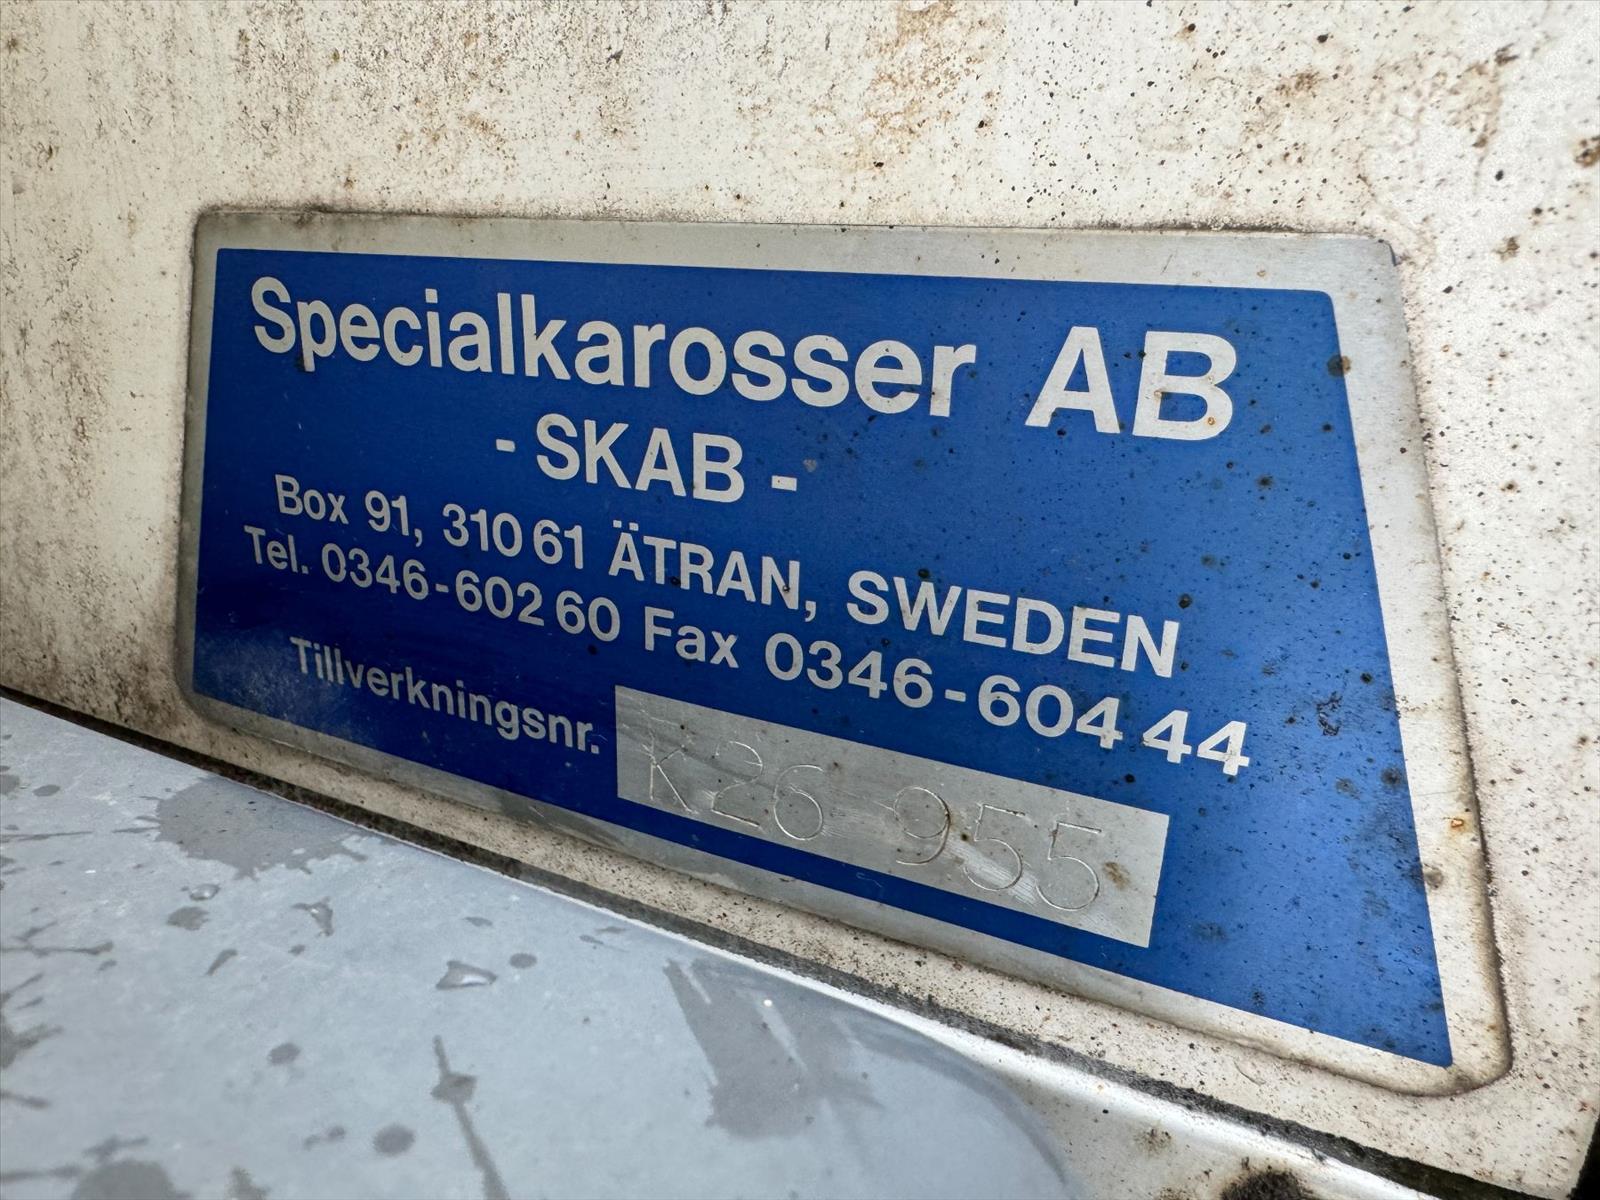 Specialkarosser AB
- SKAB -
Box 91, 310 61 ÄTRAN, SWEDEN
Tel. 0346-602 60 Fax 0346-604 44
Tillverkningsnr. K26 955